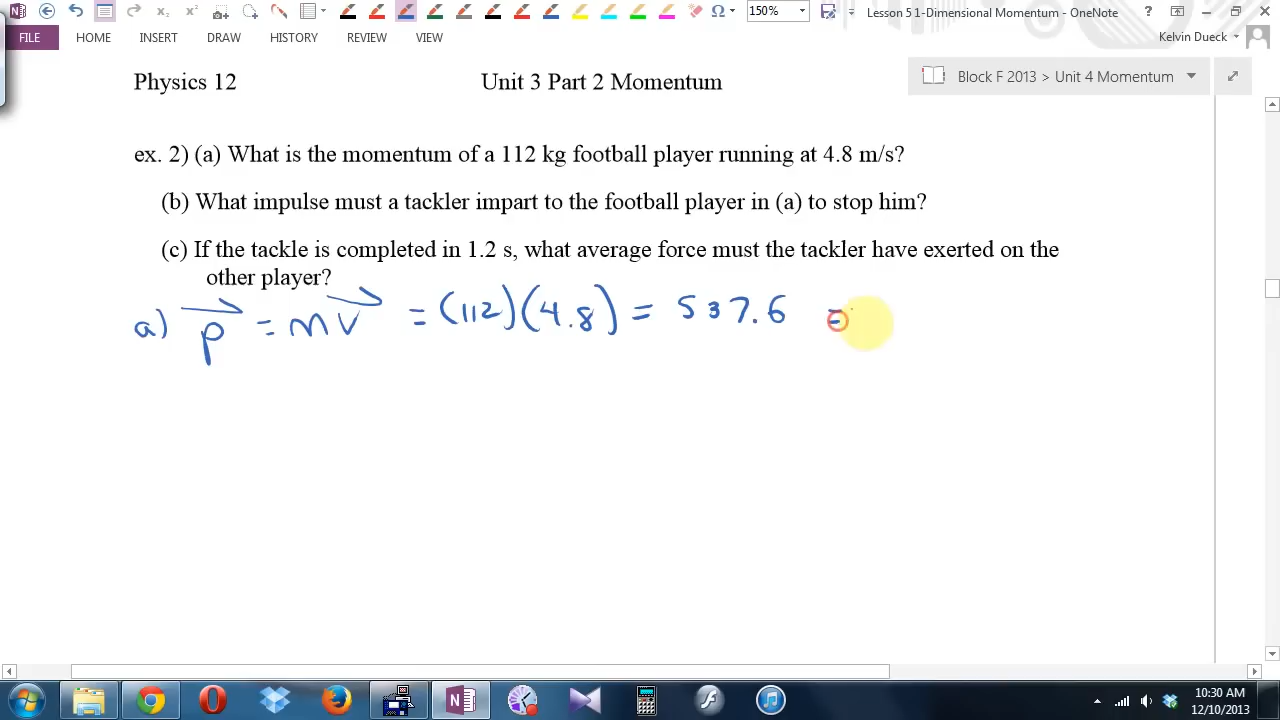 150%
Lesson 5 1-Dimensional Momentum - OneNote
FILE HOME INSERT DRAW HISTORY REVIEW VIEW
Kelvin Dueck
Physics 12 Unit 3 Part 2 Momentum
Block F 2013 > Unit 4 Momentum
ex. 2) (a) What is the momentum of a 112 kg football player running at 4.8 m/s?
(b) What impulse must a tackler impart to the football player in (a) to stop him?
(c) If the tackle is completed in 1.2 s, what average force must the tackler have exerted on the
other player?
a) p = mv = (112)(4.8) = 537.6 =
10:30 AM
12/10/2013